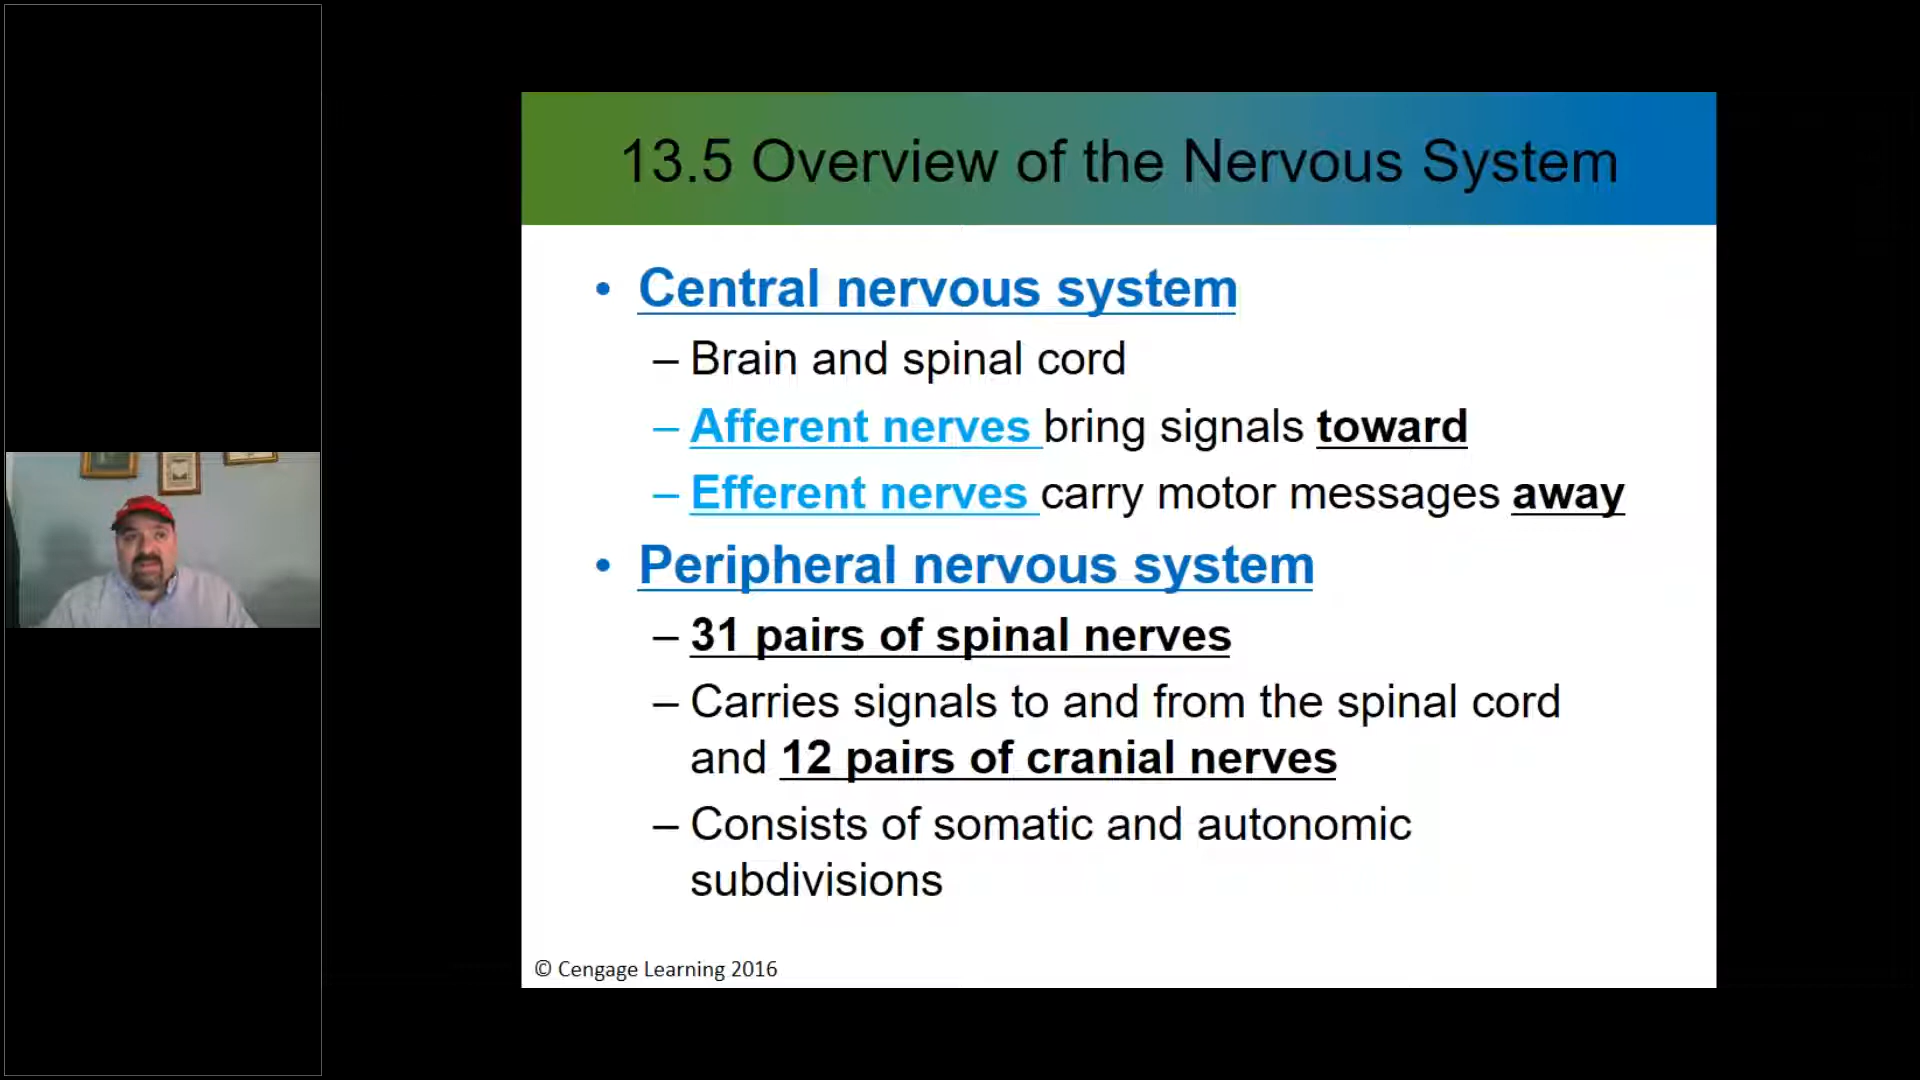 13.5 Overview of the Nervous System
• Central nervous system
– Brain and spinal cord
– Afferent nerves bring signals toward
– Efferent nerves carry motor messages away
• Peripheral nervous system
– 31 pairs of spinal nerves
– Carries signals to and from the spinal cord
and 12 pairs of cranial nerves
– Consists of somatic and autonomic
subdivisions
© Cengage Learning 2016